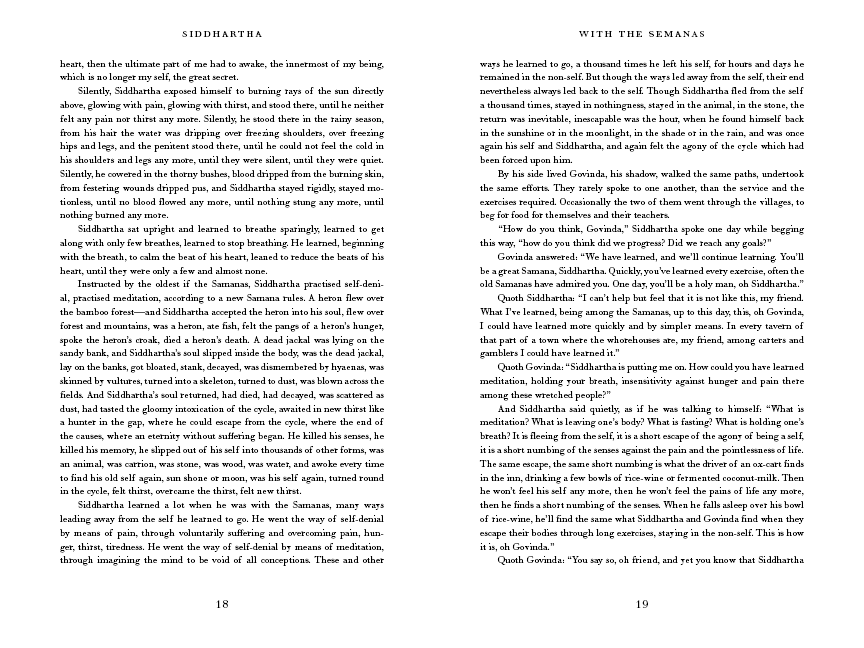 SIDDHARTHA
heart, then the ultimate part of me had to awake, the innermost of my being,
which is no longer my self, the great secret.
Silently, Siddhartha exposed himself to burning rays of the sun directly
above, glowing with pain, glowing with thirst, and stood there, until he neither
felt any pain nor thirst any more. Silently, he stood there in the rainy season,
from his hair the water was dripping over freezing shoulders, over freezing
hips and legs, and the penitent stood there, until he could not feel the cold in
his shoulders and legs any more, until they were silent, until they were quiet.
Silently, he cowered in the thorny bushes, blood dripped from the burning skin,
from festering wounds dripped pus, and Siddhartha stayed rigidly, stayed mo-
tionless, until no blood flowed any more, until nothing stung any more, until
nothing burned any more.
Siddhartha sat upright and learned to breathe sparingly, learned to get
along with only few breathes, learned to stop breathing. He learned, beginning
with the breath, to calm the beat of his heart, leaned to reduce the beats of his
heart, until they were only a few and almost none.
Instructed by the oldest if the Samanas, Siddhartha practised self-deni-
al, practised meditation, according to a new Samana rules. A heron flew over
the bamboo forest—and Siddhartha accepted the heron into his soul, flew over
forest and mountains, was a heron, ate fish, felt the pangs of a heron's hunger,
spoke the heron's croak, died a heron's death. A dead jackal was lying on the
sandy bank, and Siddhartha's soul slipped inside the body, was the dead jackal,
lay on the banks, got bloated, stank, decayed, was dismembered by hyaenas, was
skinned by vultures, turned into a skeleton, turned to dust, was blown across the
fields. And Siddhartha's soul returned, had died, had decayed, was scattered as
dust, had tasted the gloomy intoxication of the cycle, awaited in new thirst like
a hunter in the gap, where he could escape from the cycle, where the end of
the causes, where an eternity without suffering began. He killed his senses, he
killed his memory, he slipped out of his self into thousands of other forms, was
an animal, was carrion, was stone, was wood, was water, and awoke every time
to find his old self again, sun shone or moon, was his self again, turned round
in the cycle, felt thirst, overcame the thirst, felt new thirst.
Siddhartha learned a lot when he was with the Samanas, many ways
leading away from the self he learned to go. He went the way of self-denial
by means of pain, through voluntarily suffering and overcoming pain, hun-
ger, thirst, tiredness. He went the way of self-denial by means of meditation,
through imagining the mind to be void of all conceptions. These and other
18
WITH THE SEMANAS
ways he learned to go, a thousand times he left his self, for hours and days he
remained in the non-self. But though the ways led away from the self, their end
nevertheless always led back to the self. Though Siddhartha fled from the self
a thousand times, stayed in nothingness, stayed in the animal, in the stone, the
return was inevitable, inescapable was the hour, when he found himself back
in the sunshine or in the moonlight, in the shade or in the rain, and was once
again his self and Siddhartha, and again felt the agony of the cycle which had
been forced upon him.
By his side lived Govinda, his shadow, walked the same paths, undertook
the same efforts. They rarely spoke to one another, than the service and the
exercises required. Occasionally the two of them went through the villages, to
beg for food for themselves and their teachers.
“How do you think, Govinda,” Siddhartha spoke one day while begging
this way, “how do you think did we progress? Did we reach any goals?”
Govinda answered: “We have learned, and we'll continue learning. You'll
be a great Samana, Siddhartha. Quickly, you've learned every exercise, often the
old Samanas have admired you. One day, you'll be a holy man, oh Siddhartha.”
Quoth Siddhartha: “I can't help but feel that it is not like this, my friend.
What I've learned, being among the Samanas, up to this day, this, oh Govinda,
I could have learned more quickly and by simpler means. In every tavern of
that part of a town where the whorehouses are, my friend, among carters and
gamblers I could have learned it.”
Quoth Govinda: “Siddhartha is putting me on. How could you have learned
meditation, holding your breath, insensitivity against hunger and pain there
among these wretched people?”
And Siddhartha said quietly, as if he was talking to himself: “What is
meditation? What is leaving one's body? What is fasting? What is holding one's
breath? It is fleeing from the self, it is a short escape of the agony of being a self,
it is a short numbing of the senses against the pain and the pointlessness of life.
The same escape, the same short numbing is what the driver of an ox-cart finds
in the inn, drinking a few bowls of rice-wine or fermented coconut-milk. Then
he won't feel his self any more, then he won't feel the pains of life any more,
then he finds a short numbing of the senses. When he falls asleep over his bowl
of rice-wine, he'll find the same what Siddhartha and Govinda find when they
escape their bodies through long exercises, staying in the non-self. This is how
it is, oh Govinda.”
Quoth Govinda: “You say so, oh friend, and yet you know that Siddhartha
19